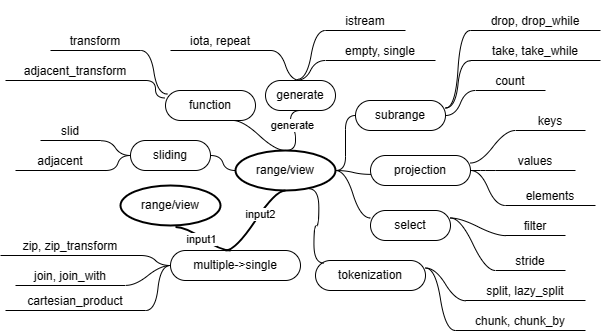 transform
adjacent_transform
function
iota, repeat
istream
empty, single
generate
generate
drop, drop_while
take, take_while
count
subrange
slid
adjacent
sliding
range/view
keys
values
elements
projection
range/view
input1
input2
select
filter
stride
zip, zip_transform
join, join_with
cartesian_product
multiple->single
tokenization
split, lazy_split
chunk, chunk_by